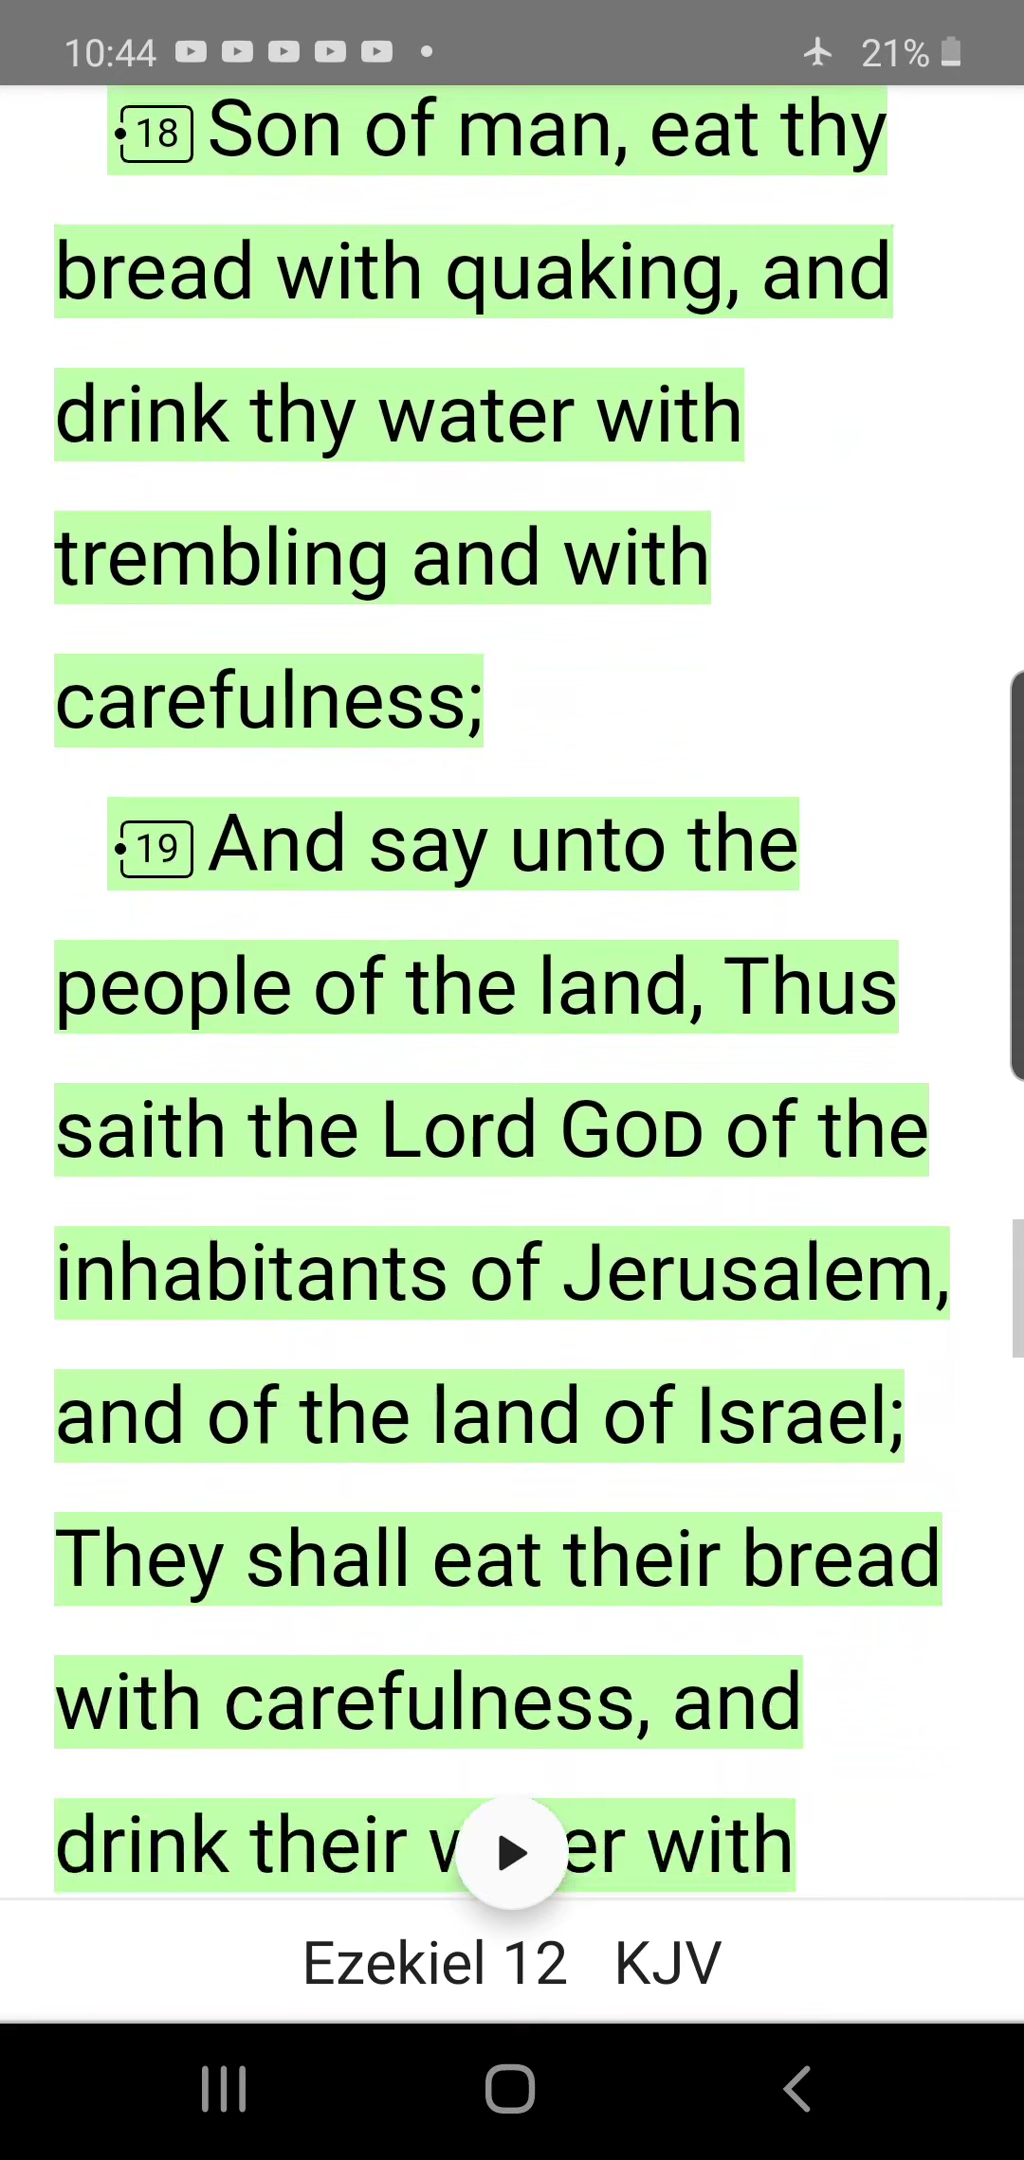 10:44 21%
18 Son of man, eat thy
bread with quaking, and
drink thy water with
trembling and with
carefulness;
19 And say unto the
people of the land, Thus
saith the Lord GOD of the
inhabitants of Jerusalem,
and of the land of Israel;
They shall eat their bread
with carefulness, and
drink their with
Ezekiel 12 KJV